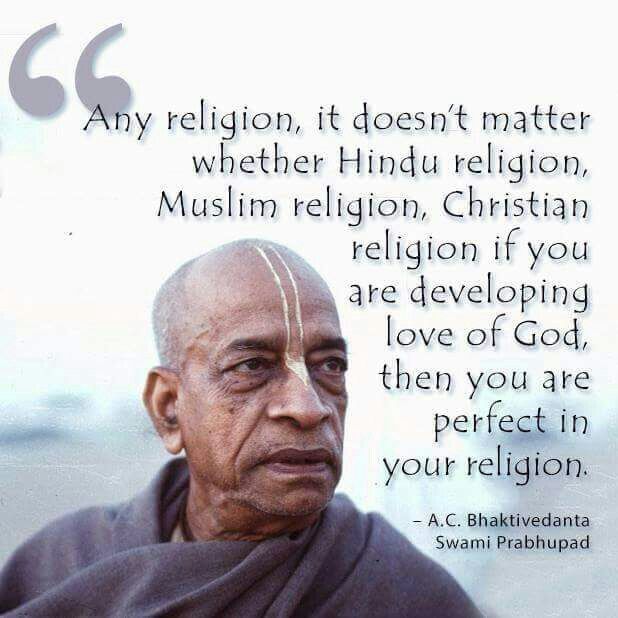 “
Any religion, it doesn't matter
whether Hindu religion,
Muslim religion, Christian
religion if you
are developing
love of God,
then you are
perfect in
your religion.
– A.C. Bhaktivedanta
Swami Prabhupad